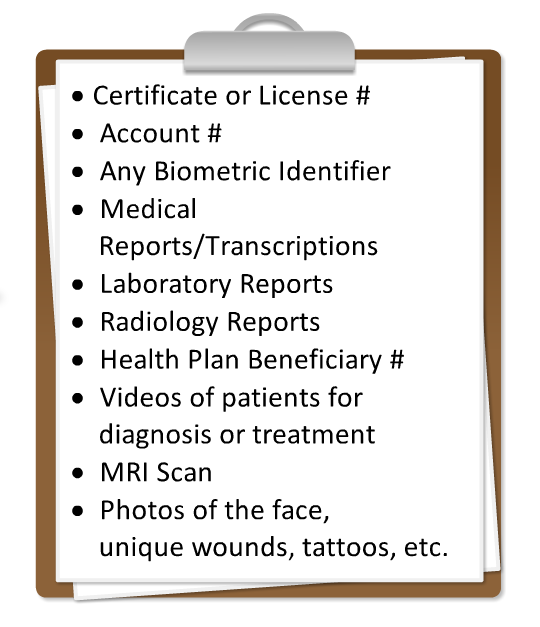 • Certificate or License #
• Account #
• Any Biometric Identifier
• Medical
Reports/Transcriptions
• Laboratory Reports
• Radiology Reports
• Health Plan Beneficiary #
• Videos of patients for
diagnosis or treatment
• MRI Scan
• Photos of the face,
unique wounds, tattoos, etc.